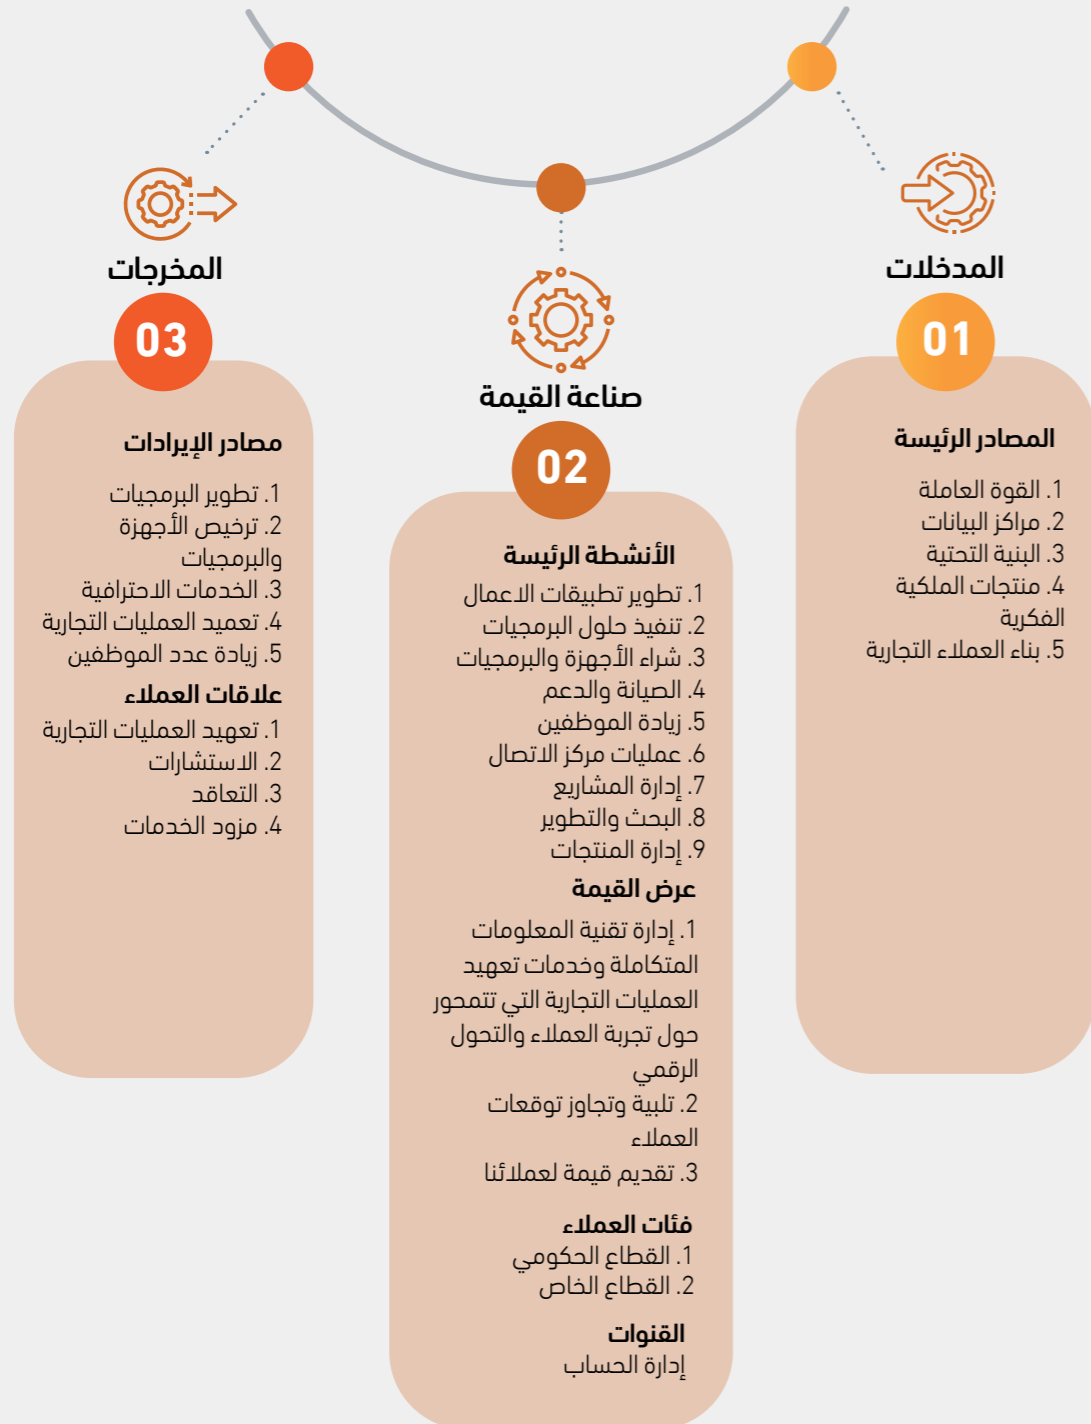 المدخلات
01
المصادر الرئيسة
1. القوة العاملة
2. مراكز البيانات
3. البنية التحتية
4. منتجات الملكية
الفكرية
5. بناء العملاء التجارية
صناعة القيمة
02
الأنشطة الرئيسة
1. تطوير تطبيقات الاعمال
2. تنفيذ حلول البرمجيات
3. شراء الأجهزة والبرمجيات
4. الصيانة والدعم
5. زيادة الموظفين
6. عمليات مركز الاتصال
7. إدارة المشاريع
8. البحث والتطوير
9. إدارة المنتجات
عرض القيمة
1. إدارة تقنية المعلومات
المتكاملة وخدمات تعهيد
العمليات التجارية التي تتمحور
حول تجربة العملاء والتحول
الرقمي
2. تلبية وتجاوز توقعات
العملاء
3. تقديم قيمة لعملائنا
فئات العملاء
1. القطاع الحكومي
2. القطاع الخاص
القنوات
إدارة الحساب
المخرجات
03
مصادر الإيرادات
1. تطوير البرمجيات
2. ترخيص الأجهزة
والبرمجيات
3. الخدمات الاحترافية
4. تعميد العمليات التجارية
5. زيادة عدد الموظفين
علاقات العملاء
1. تعهيد العمليات التجارية
2. الاستشارات
3. التعاقد
4. مزود الخدمات